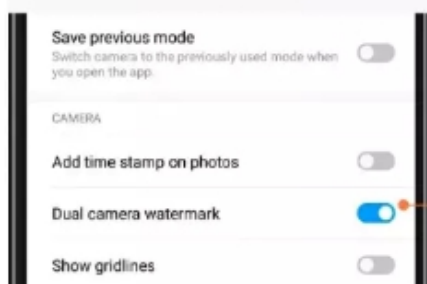 Save previous mode
Switch camera to the previously used mode when
you open the app.
CAMERA
Add time stamp on photos
Dual camera watermark
Show gridlines